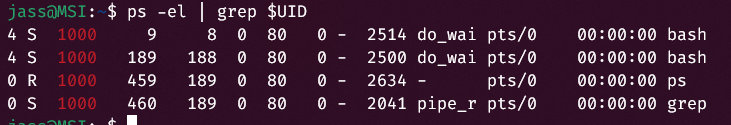 jass@MSI:~$ ps -el | grep $UID
4 S  1000     9     8  0  80   0 -  2514 do_wai pts/0    00:00:00 bash
4 S  1000   189   188  0  80   0 -  2500 do_wai pts/0    00:00:00 bash
0 R  1000   459   189  0  80   0 -  2634 -      pts/0    00:00:00 ps
0 S  1000   460   189  0  80   0 -  2041 pipe_r pts/0    00:00:00 grep
jass@MSI:~$